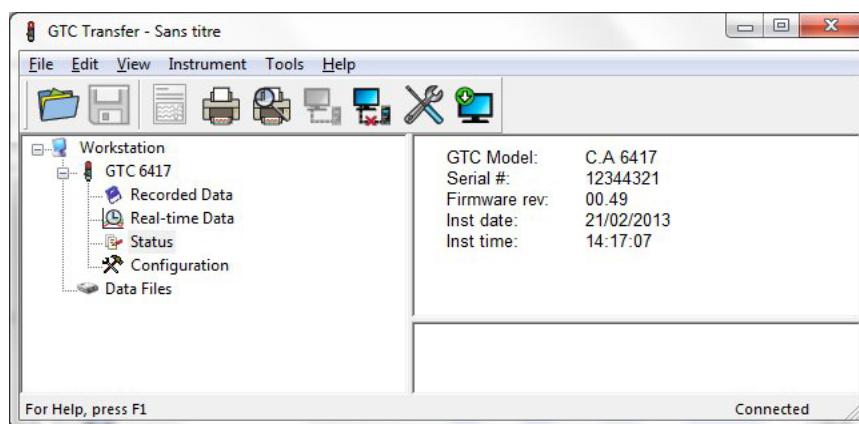 GTC Transfer - Sans titre
File Edit View Instrument Tools Help
Workstation
GTC 6417
Recorded Data
Real-time Data
Status
Configuration
Data Files
GTC Model: C.A 6417
Serial #: 12344321
Firmware rev: 00.49
Inst date: 21/02/2013
Inst time: 14:17:07
For Help, press F1 Connected